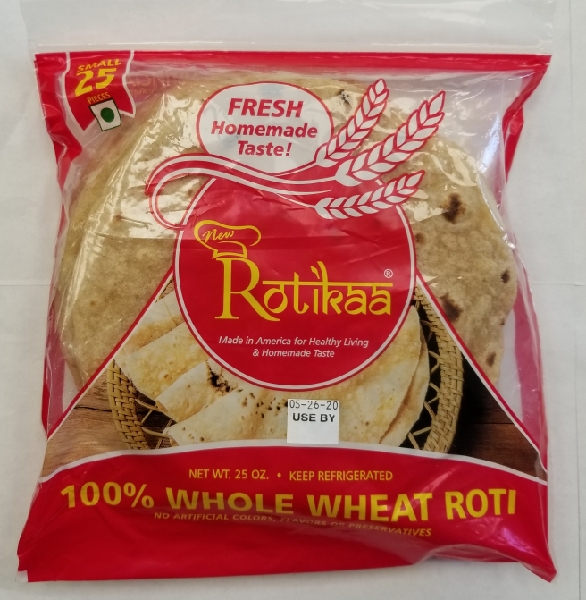 SMALL
25
PIECES
FRESH
Homemade
Taste!
New
Rotikaa®
Made in America for Healthy Living
& Homemade Taste
05-26-20
USE BY
NET WT. 25 OZ. • KEEP REFRIGERATED
100% WHOLE WHEAT ROTI
NO ARTIFICIAL COLORS, FLAVORS OR PRESERVATIVES